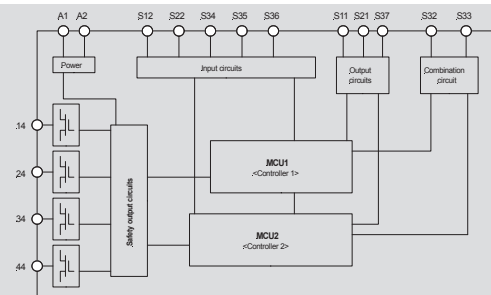 A1 A2 S12 S22 S34 S35 S36 S11 S21 S37 S32 S33
Power
Input circuits
Output
circuits
Combination
circuit
14
24
34
44
Safety output circuits
MCU1
<Controller 1>
MCU2
<Controller 2>